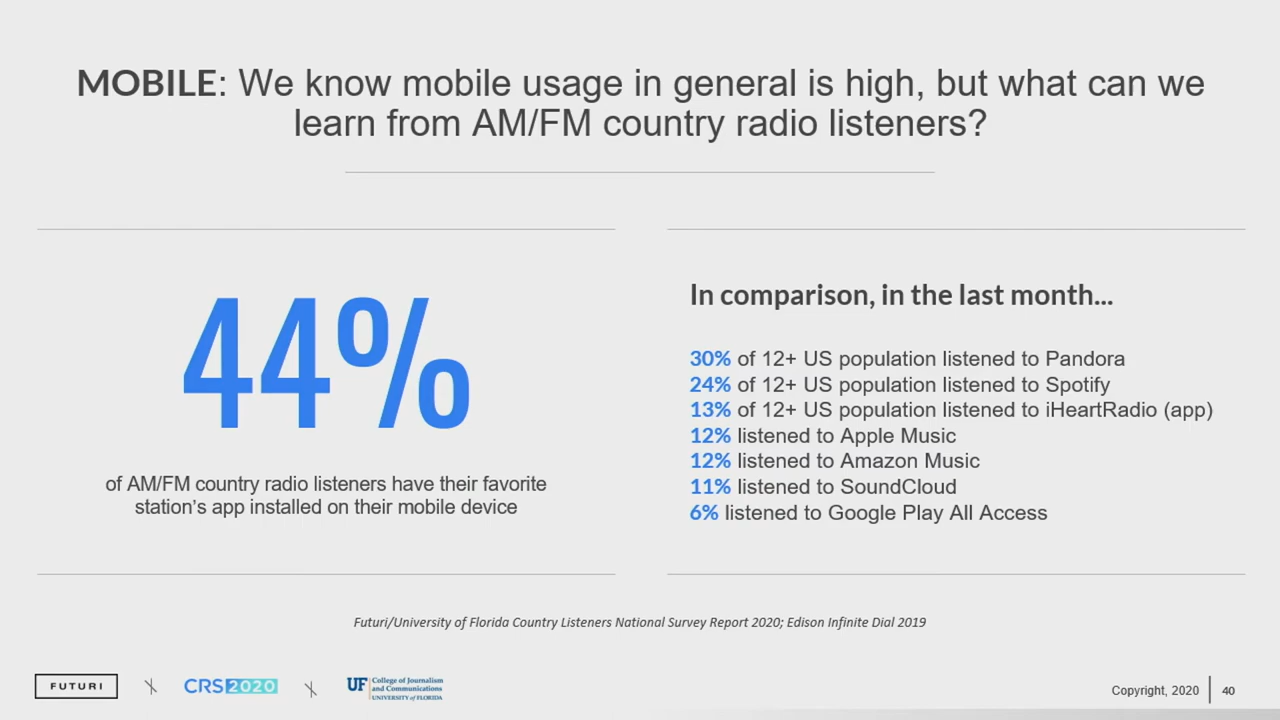 MOBILE: We know mobile usage in general is high, but what can we
learn from AM/FM country radio listeners?
44%
of AM/FM country radio listeners have their favorite
station's app installed on their mobile device
In comparison, in the last month...
30% of 12+ US population listened to Pandora
24% of 12+ US population listened to Spotify
13% of 12+ US population listened to iHeartRadio (app)
12% listened to Apple Music
12% listened to Amazon Music
11% listened to SoundCloud
6% listened to Google Play All Access
Futuri/University of Florida Country Listeners National Survey Report 2020; Edison Infinite Dial 2019
FUTURI
CRS2020
UF College of Journalism
and Communications
UNIVERSITY of FLORIDA
Copyright, 2020
40